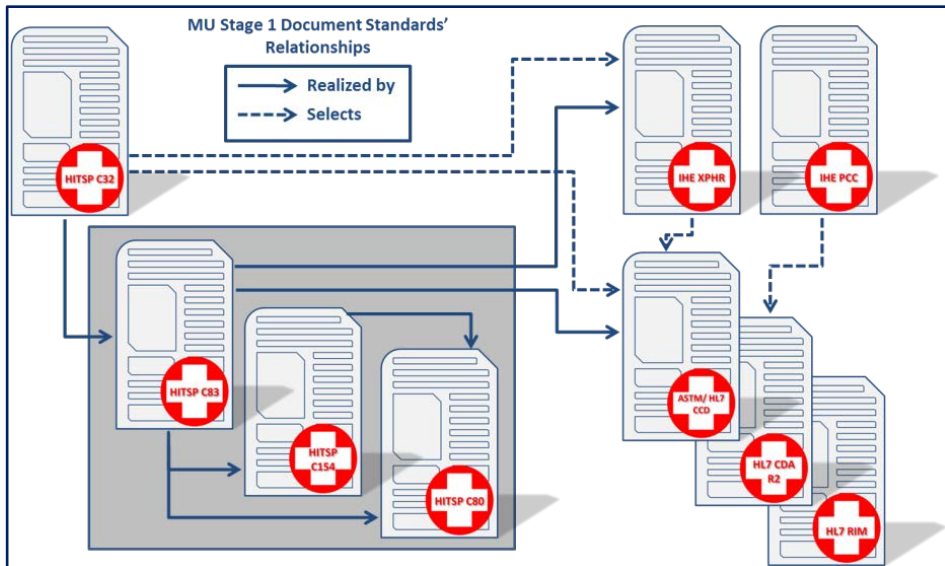 MU Stage 1 Document Standards'
Relationships
Realized by
Selects
HITSP C32
IHE XPHR
IHE PCC
HITSP C83
HITSP
C154
HITSP C80
ASTM/ HL7
CCD
HL7 CDA
R2
HL7 RIM